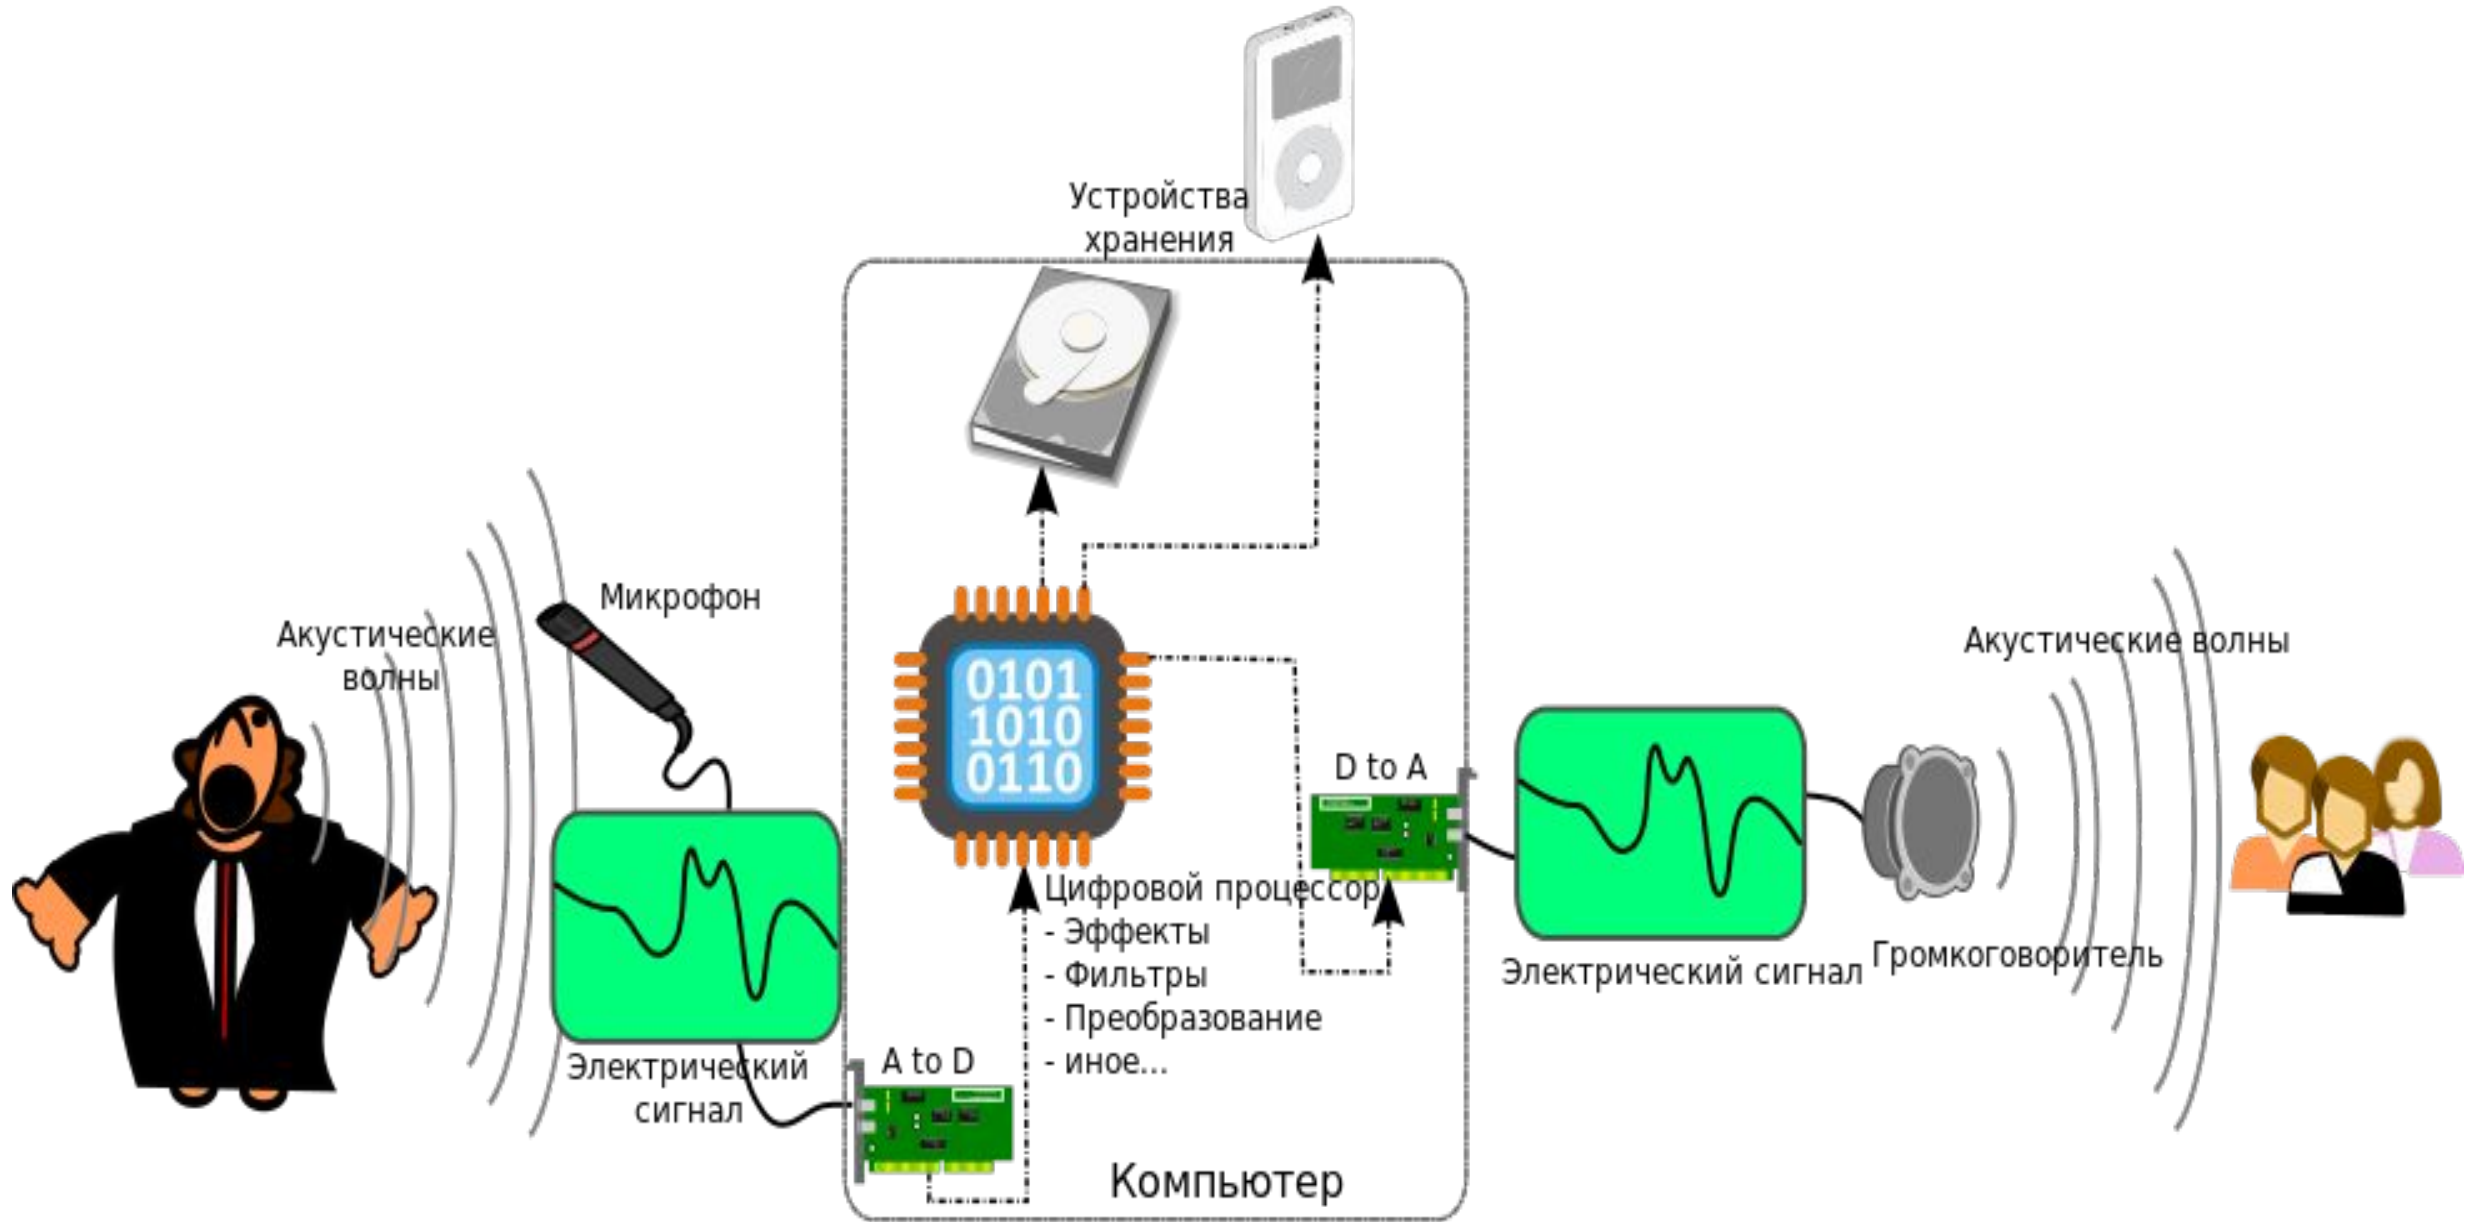 Устройства
хранения
Микрофон
Акустические
волны
Акустические волны
0101
1010
0110
D to A
Цифровой процессор
- Эффекты
- Фильтры
- Преобразование
- иное...
Электрический сигнал
Громкоговоритель
Электрический
сигнал
A to D
Компьютер